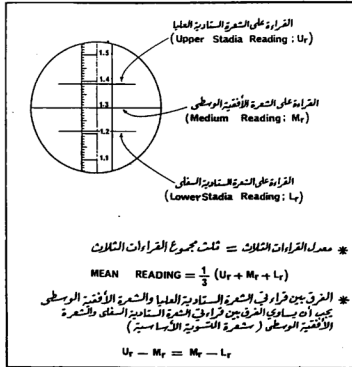 القراءة على الشعرة الستادية العليا
(Upper Stadia Reading ; Ur)
1.5
1.4
القراءة على الشعرة الأفقية الوسطى
1.3
(Medium Reading ; Mr)
1.2
القراءة على الشعرة الستادية السفلى
(Lower Stadia Reading ; Lr)
1.1
* معدل القراءات الثلاث = ثلث مجموع القراءات الثلاث
MEAN READING = 1/3 (Ur + Mr + Lr)
* الفرق بين قراءتي الشعرة الستادية العليا والشعرة الأفقية الوسطى
يجب أن يساوي الفرق بين قراءتي الشعرة الستادية السفلى والشعرة
الأفقية الوسطى (شعرة التسوية الأساسية)
Ur − Mr = Mr − Lr